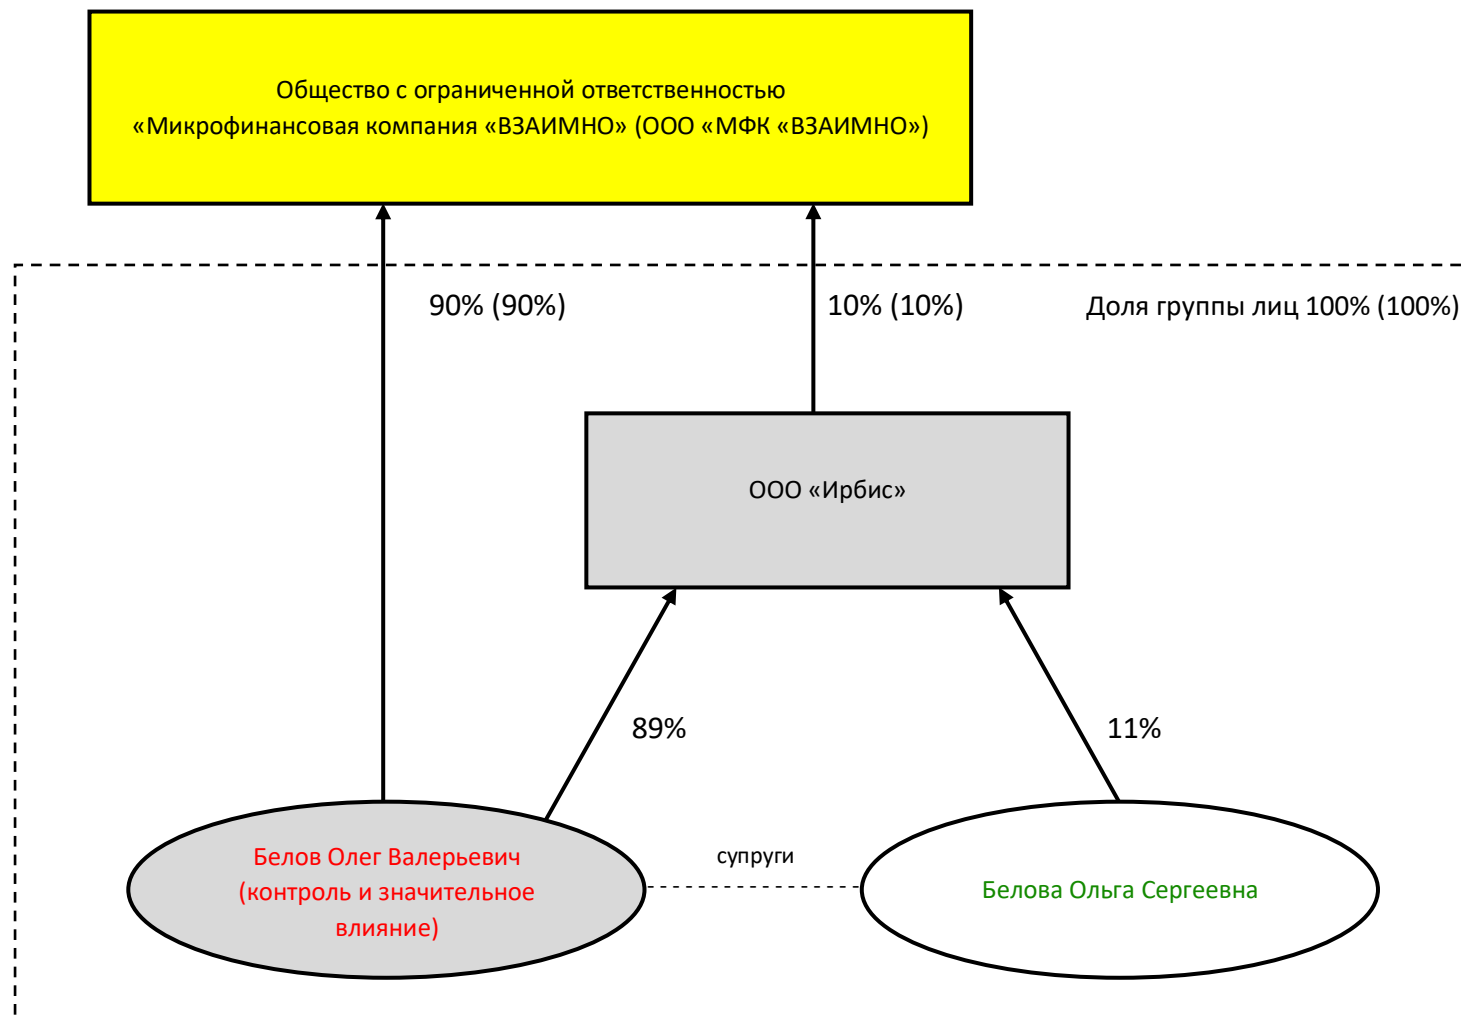 Общество с ограниченной ответственностью
«Микрофинансовая компания «ВЗАИМНО» (ООО «МФК «ВЗАИМНО»)
90% (90%)
10% (10%)
Доля группы лиц 100% (100%)
ООО «Ирбис»
89%
11%
Белов Олег Валерьевич
(контроль и значительное
влияние)
супруги
Белова Ольга Сергеевна